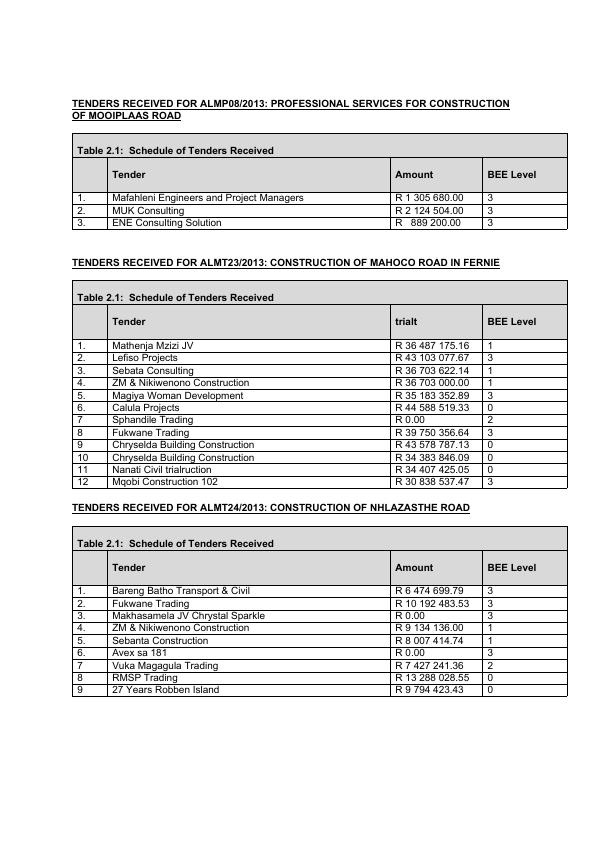 TENDERS RECEIVED FOR ALMP08/2013: PROFESSIONAL SERVICES FOR CONSTRUCTION
OF MOOIPLAAS ROAD
Table 2.1: Schedule of Tenders Received
Tender Amount BEE Level
1. Mafahleni Engineers and Project Managers R 1 305 680.00 3
2. MUK Consulting R 2 124 504.00 3
3. ENE Consulting Solution R 889 200.00 3
TENDERS RECEIVED FOR ALMT23/2013: CONSTRUCTION OF MAHOCO ROAD IN FERNIE
Table 2.1: Schedule of Tenders Received
Tender trialt BEE Level
1. Mathenja Mzizi JV R 36 487 175.16 1
2. Lefiso Projects R 43 103 077.67 3
3. Sebata Consulting R 36 703 622.14 1
4. ZM & Nikiwenono Construction R 36 703 000.00 1
5. Magiya Woman Development R 35 183 352.89 3
6. Calula Projects R 44 588 519.33 0
7 Sphandile Trading R 0.00 2
8 Fukwane Trading R 39 750 356.64 3
9 Chryselda Building Construction R 43 578 787.13 0
10 Chryselda Building Construction R 34 383 846.09 0
11 Nanati Civil trialruction R 34 407 425.05 0
12 Mqobi Construction 102 R 30 838 537.47 3
TENDERS RECEIVED FOR ALMT24/2013: CONSTRUCTION OF NHLAZASTHE ROAD
Table 2.1: Schedule of Tenders Received
Tender Amount BEE Level
1. Bareng Batho Transport & Civil R 6 474 699.79 3
2. Fukwane Trading R 10 192 483.53 3
3. Makhasamela JV Chrystal Sparkle R 0.00 3
4. ZM & Nikiwenono Construction R 9 134 136.00 1
5. Sebanta Construction R 8 007 414.74 1
6. Avex sa 181 R 0.00 3
7 Vuka Magagula Trading R 7 427 241.36 2
8 RMSP Trading R 13 288 028.55 0
9 27 Years Robben Island R 9 794 423.43 0